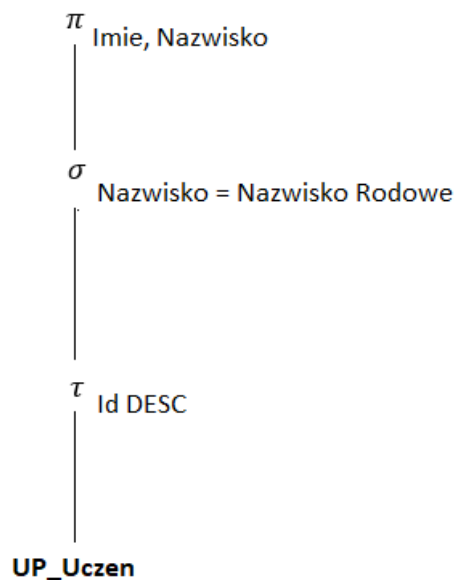 π Imie, Nazwisko
σ Nazwisko = Nazwisko Rodowe
τ Id DESC
UP_Uczen